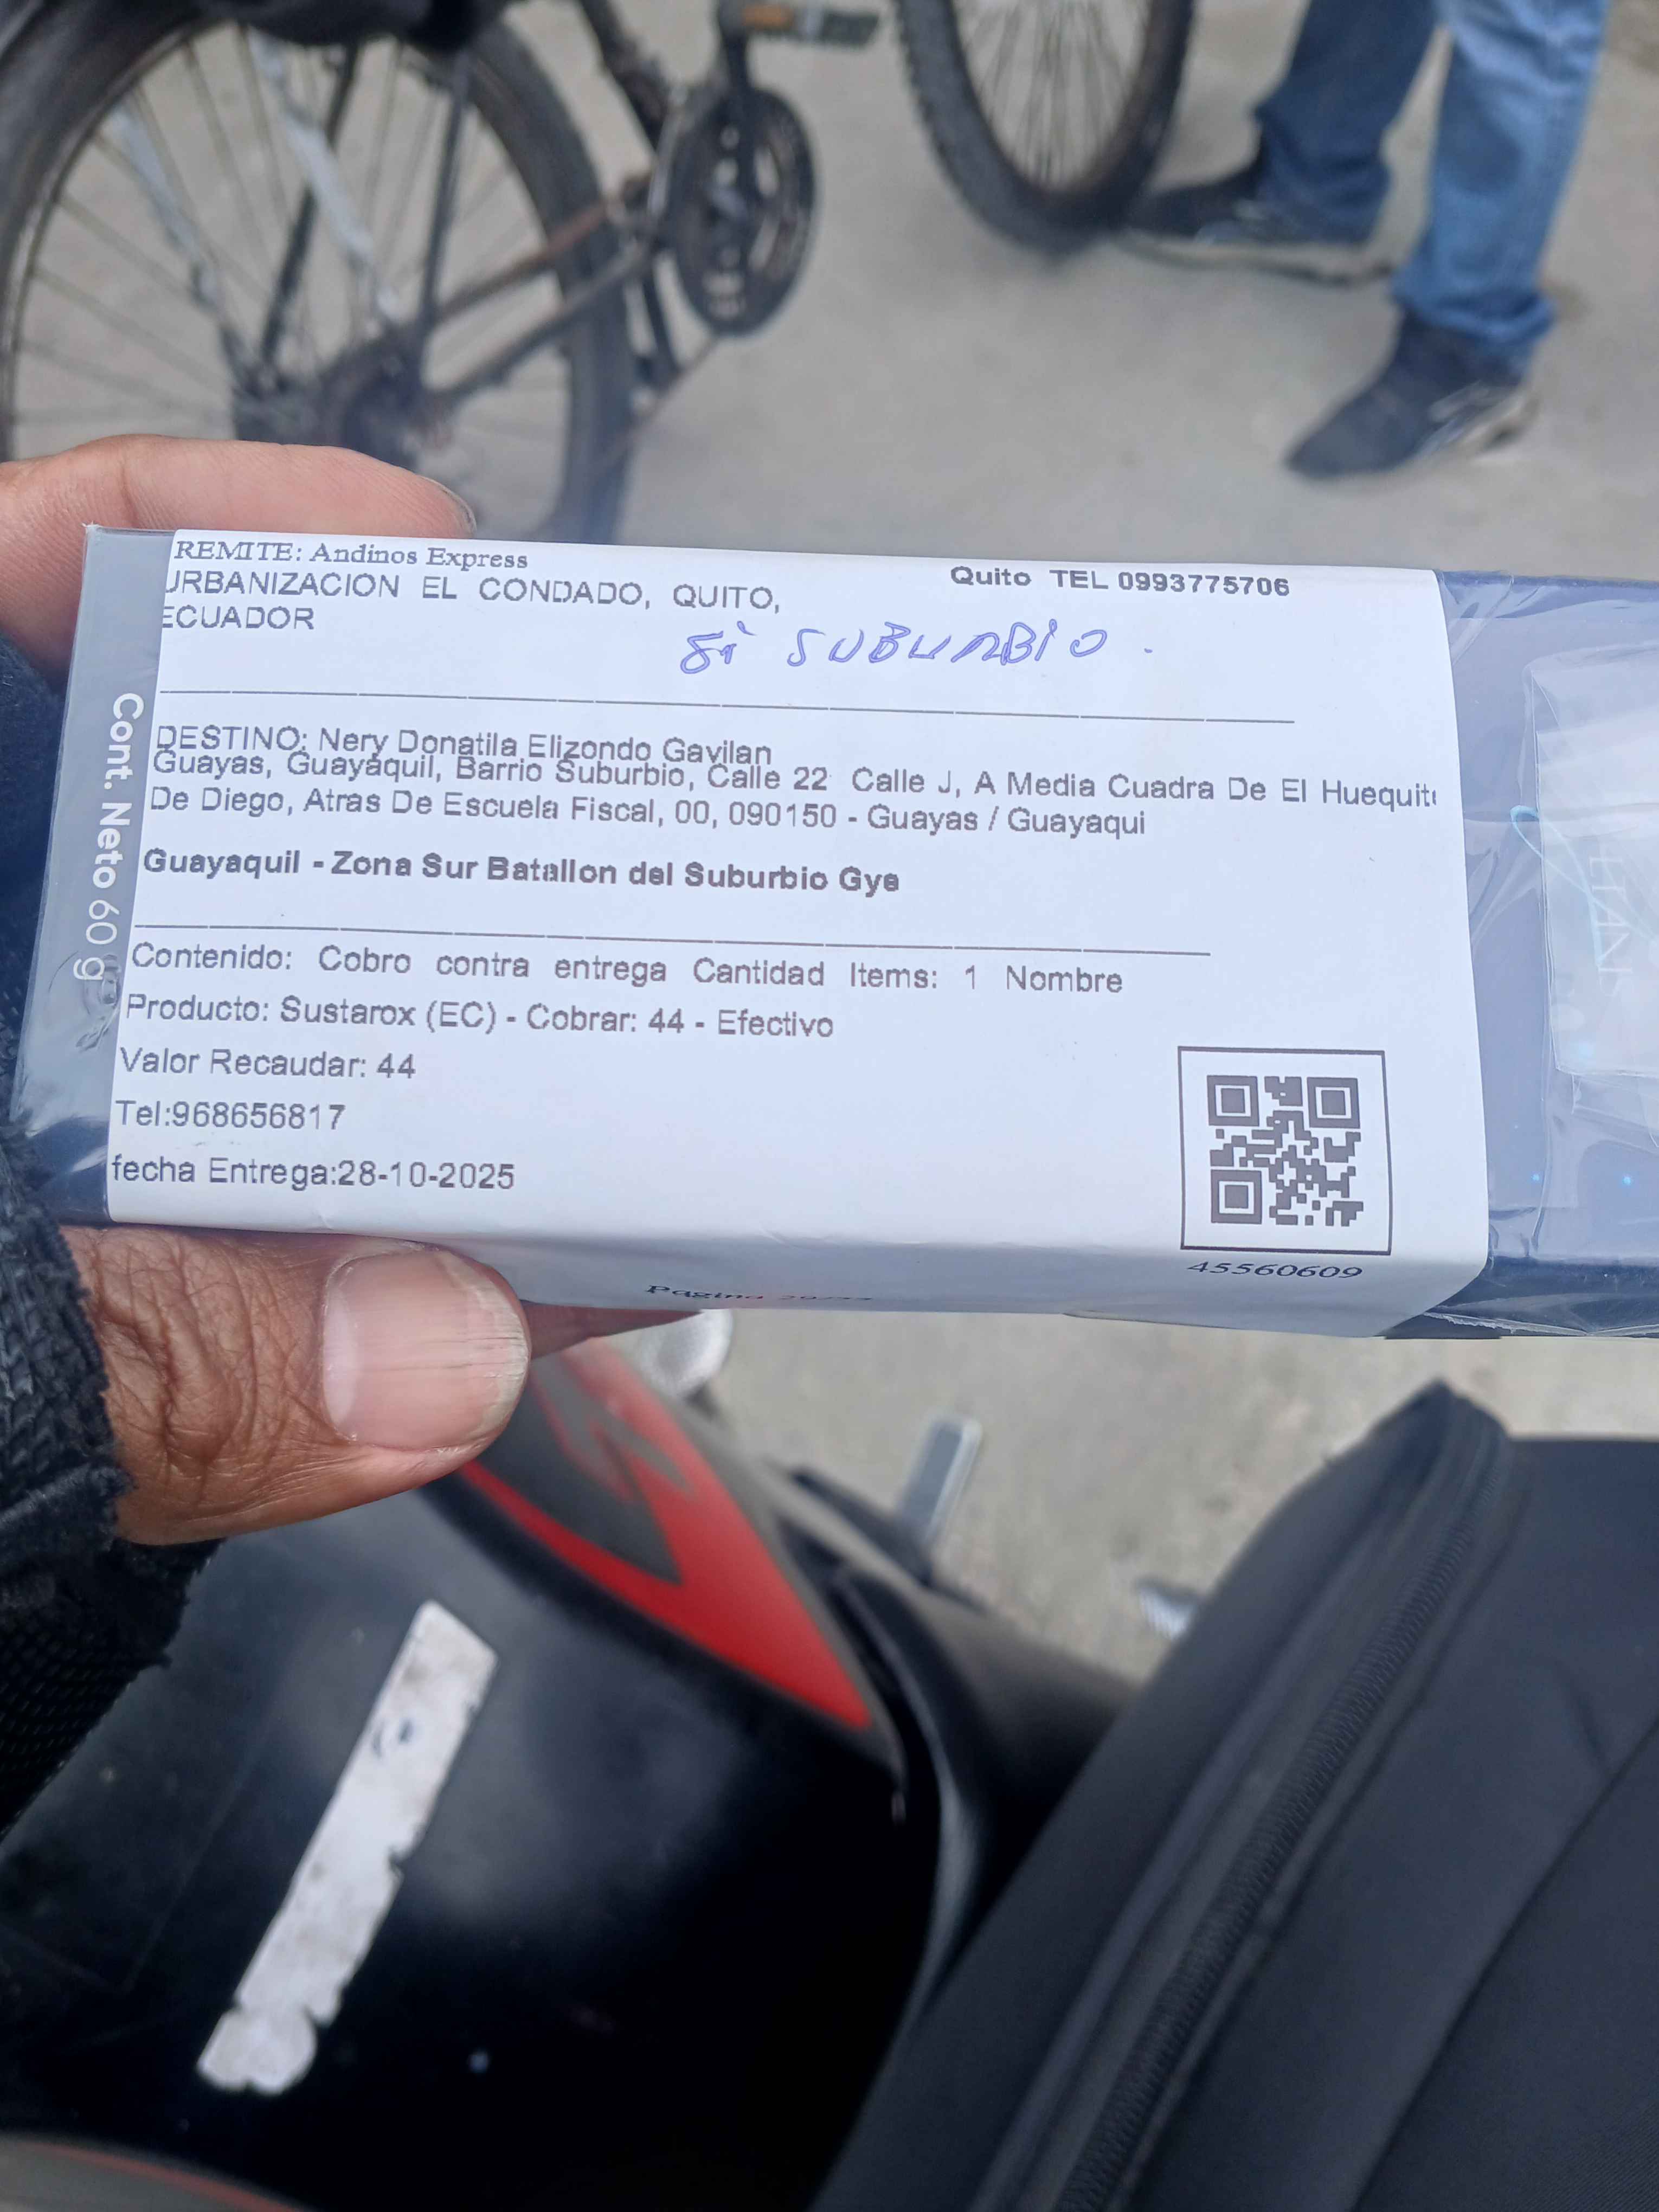 REMITE: Andinos Express
URBANIZACION EL CONDADO, QUITO,
ECUADOR
Quito TEL 0993775706
Si SUBURBIO.
DESTINO: Nery Donatila Elizondo Gavilan
Guayas, Guayaquil, Barrio Suburbio, Calle 22 Calle J, A Media Cuadra De El Huequito
De Diego, Atras De Escuela Fiscal, 00, 090150 - Guayas / Guayaqui
Guayaquil - Zona Sur Batallon del Suburbio Gye
Contenido: Cobro contra entrega Cantidad Items: 1 Nombre
Producto: Sustarox (EC) - Cobrar: 44 - Efectivo
Valor Recaudar: 44
Tel:968656817
fecha Entrega:28-10-2025
45560609
Pagina
Cont. Neto 60 g